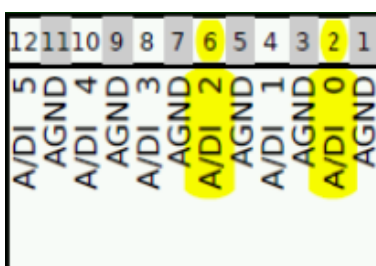 12 11 10 9 8 7 6 5 4 3 2 1
A/DI 5
AGND
A/DI 4
AGND
A/DI 3
AGND
A/DI 2
AGND
A/DI 1
AGND
A/DI 0
AGND